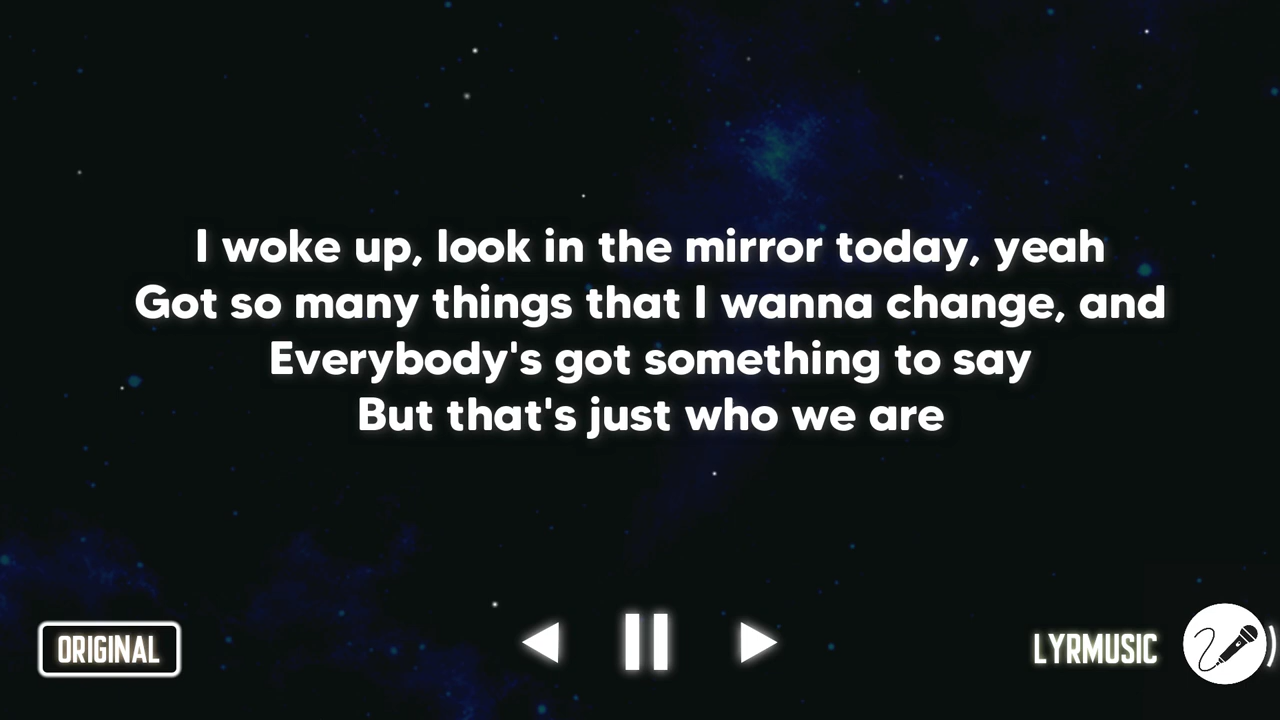 I woke up, look in the mirror today, yeah
Got so many things that I wanna change, and
Everybody's got something to say
But that's just who we are
ORIGINAL
LYRMUSIC